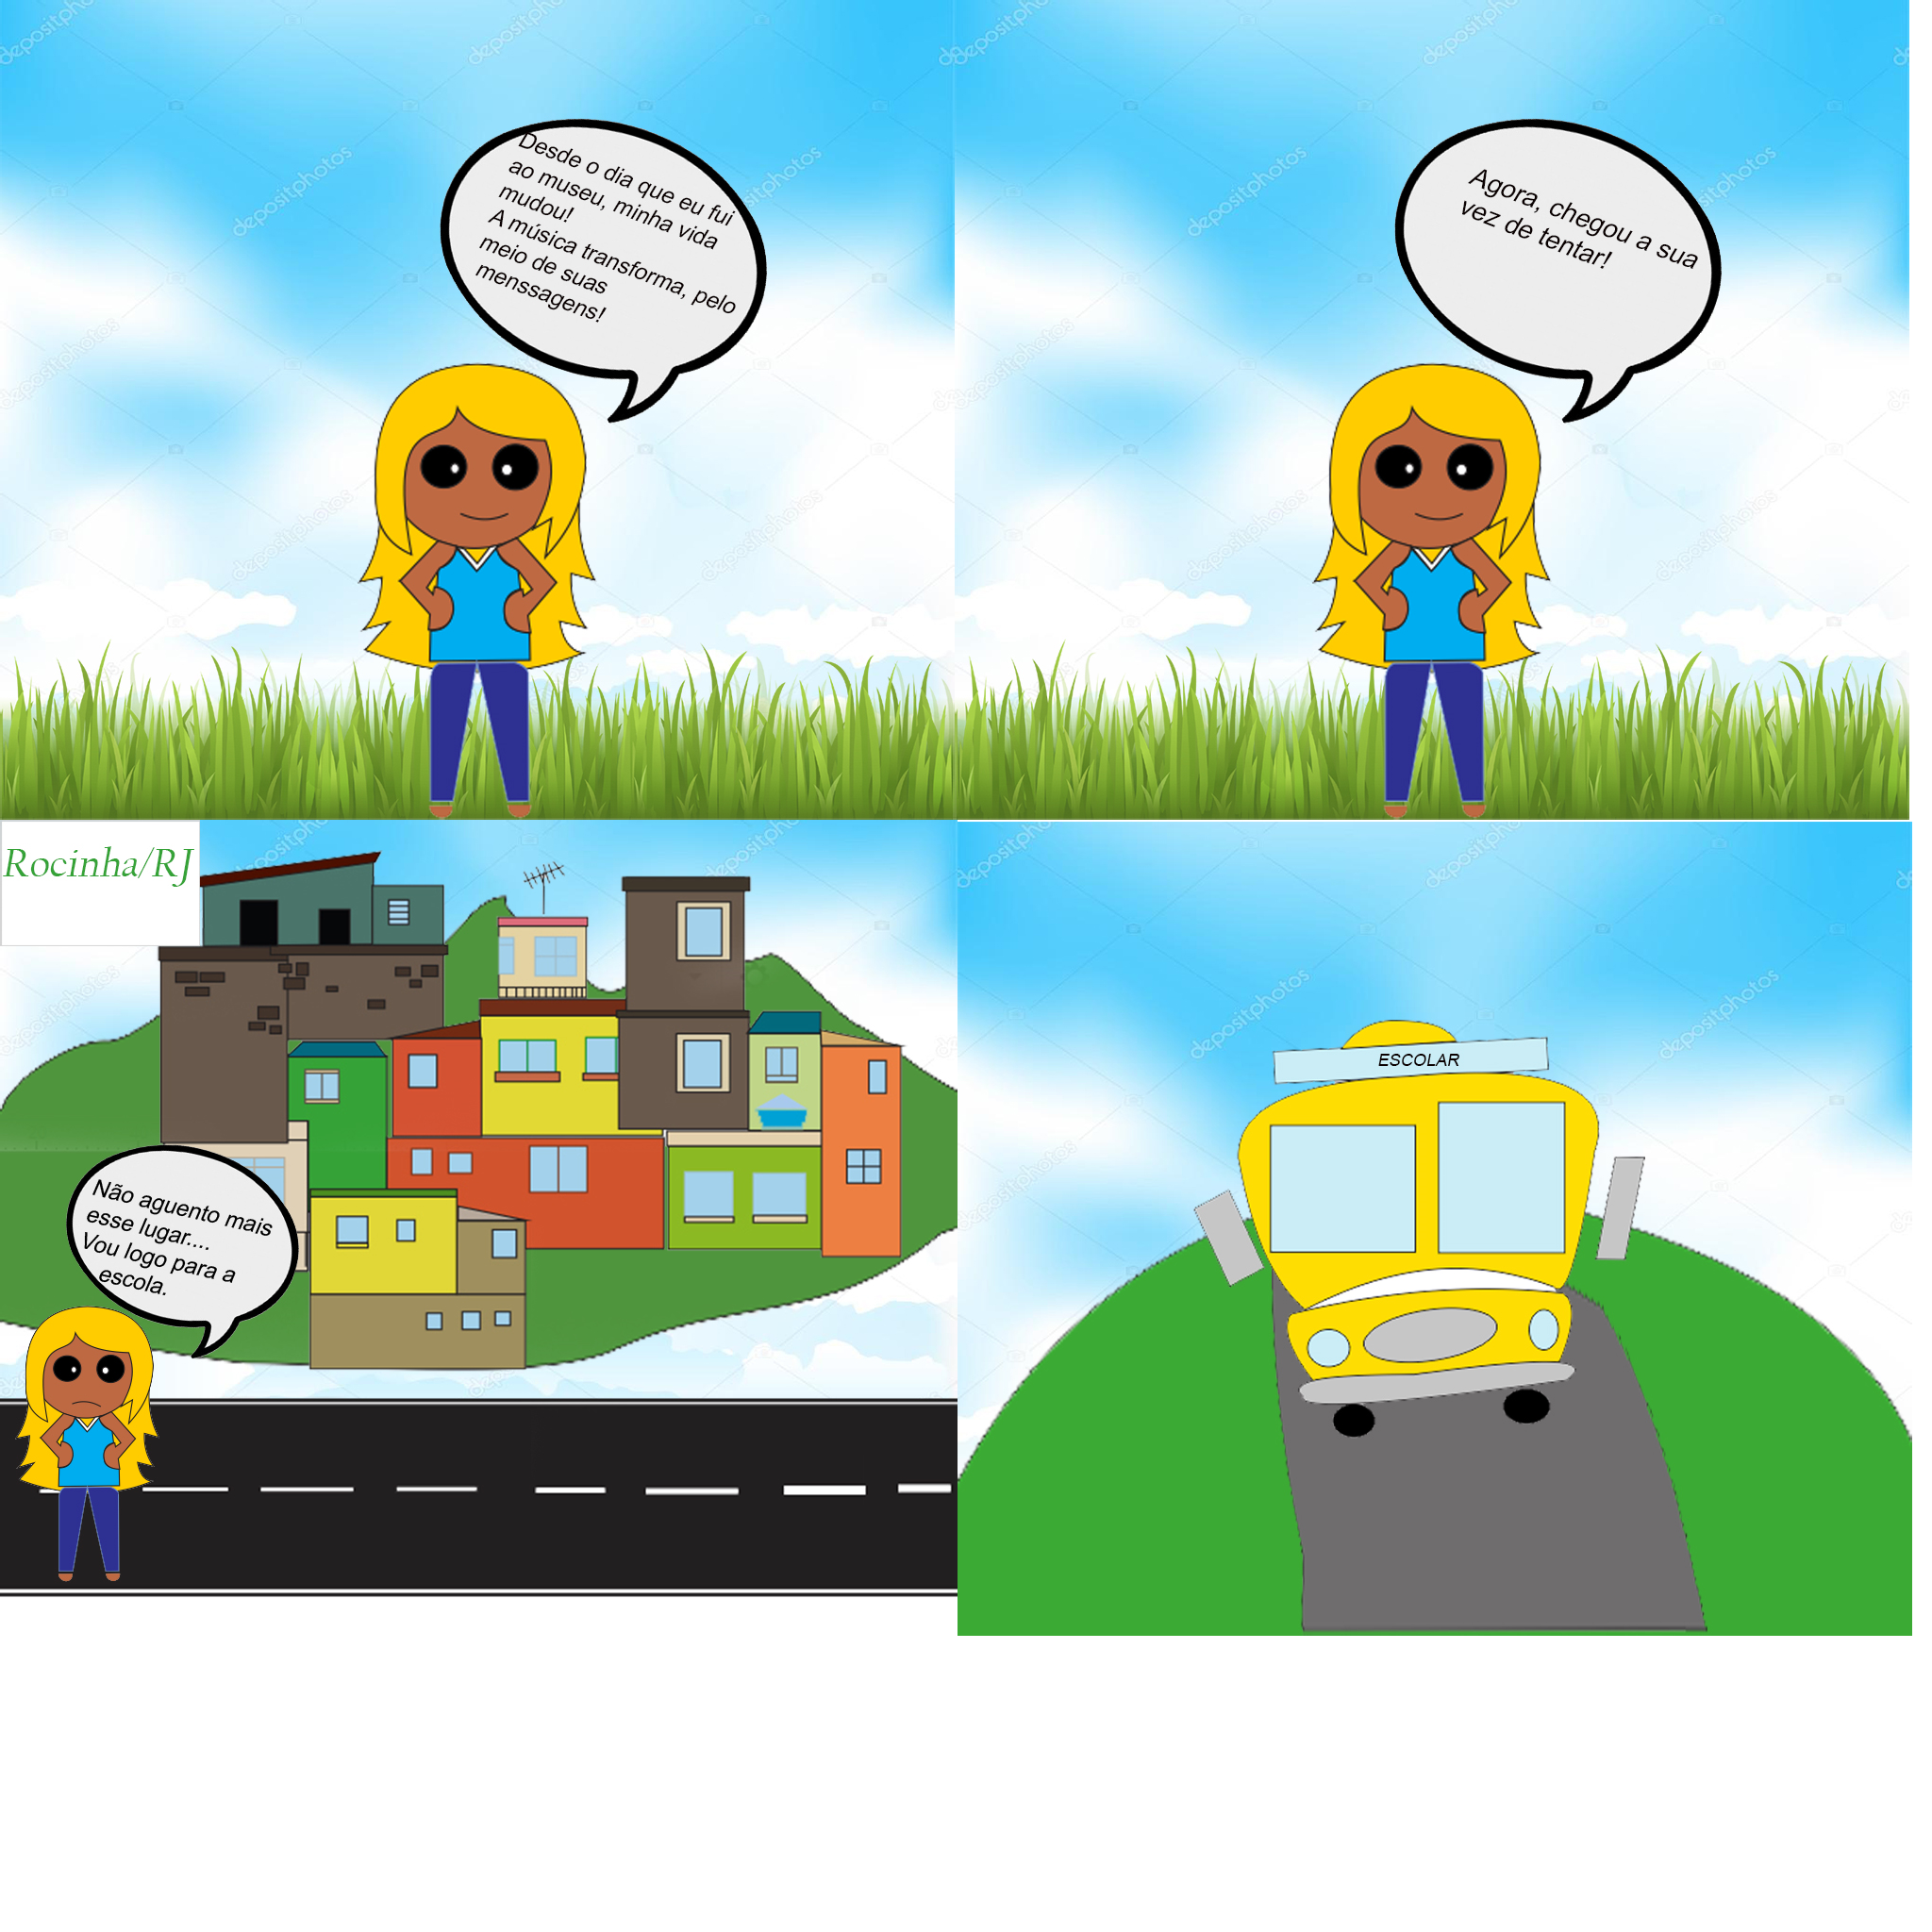 Desde o dia que eu fui
ao museu, minha vida
mudou!
A música transforma, pelo
meio de suas
menssagens!
Agora, chegou a sua
vez de tentar!
Rocinha/RJ
Não aguento mais
esse lugar....
Vou logo para a
escola.
ESCOLAR
depositphotos